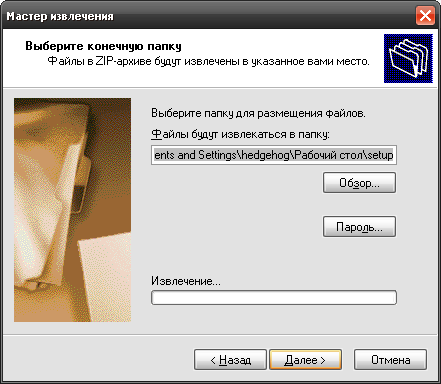 Мастер извлечения
Выберите конечную папку
Файлы в ZIP-архиве будут извлечены в указанное вами место.
Выберите папку для размещения файлов.
Файлы будут извлекаться в папку:
ents and Settings\hedgehog\Рабочий стол\setup
Обзор...
Пароль...
Извлечение...
< Назад
Далее >
Отмена